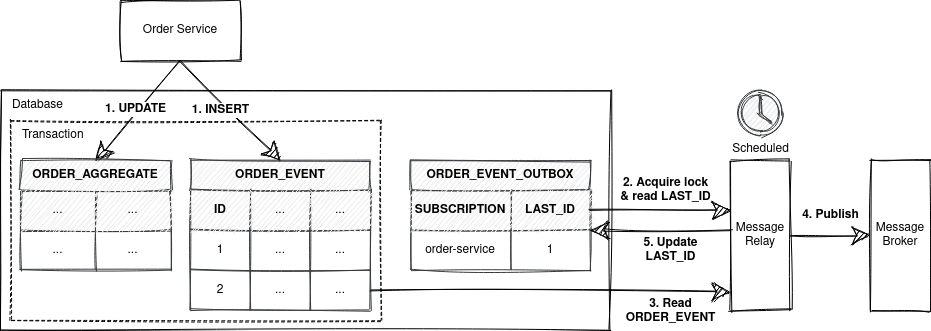 Order Service
Database
1. UPDATE
1. INSERT
Transaction
Scheduled
ORDER_AGGREGATE
ORDER_EVENT
ORDER_EVENT_OUTBOX
2. Acquire lock
& read LAST_ID
... ...
ID ... ...
SUBSCRIPTION LAST_ID
4. Publish
Message
Relay
Message
Broker
... ...
1 ... ...
order-service 1
5. Update
LAST_ID
2 ... ...
3. Read
ORDER_EVENT